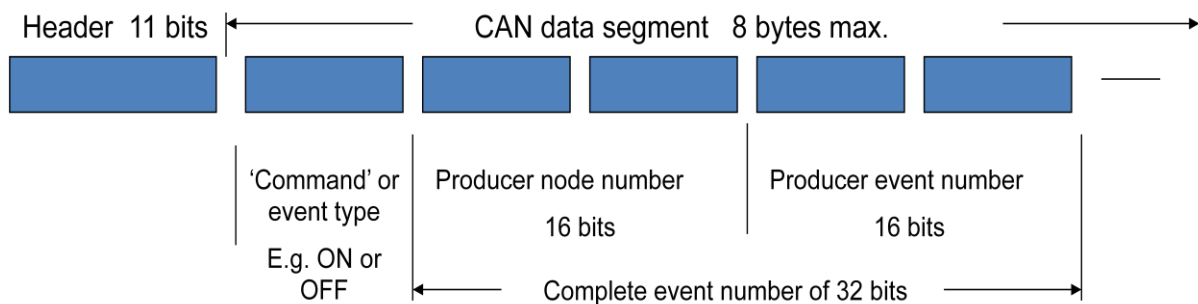 Header 11 bits
CAN data segment 8 bytes max.
‘Command’ or
event type
E.g. ON or
OFF
Producer node number
16 bits
Producer event number
16 bits
Complete event number of 32 bits